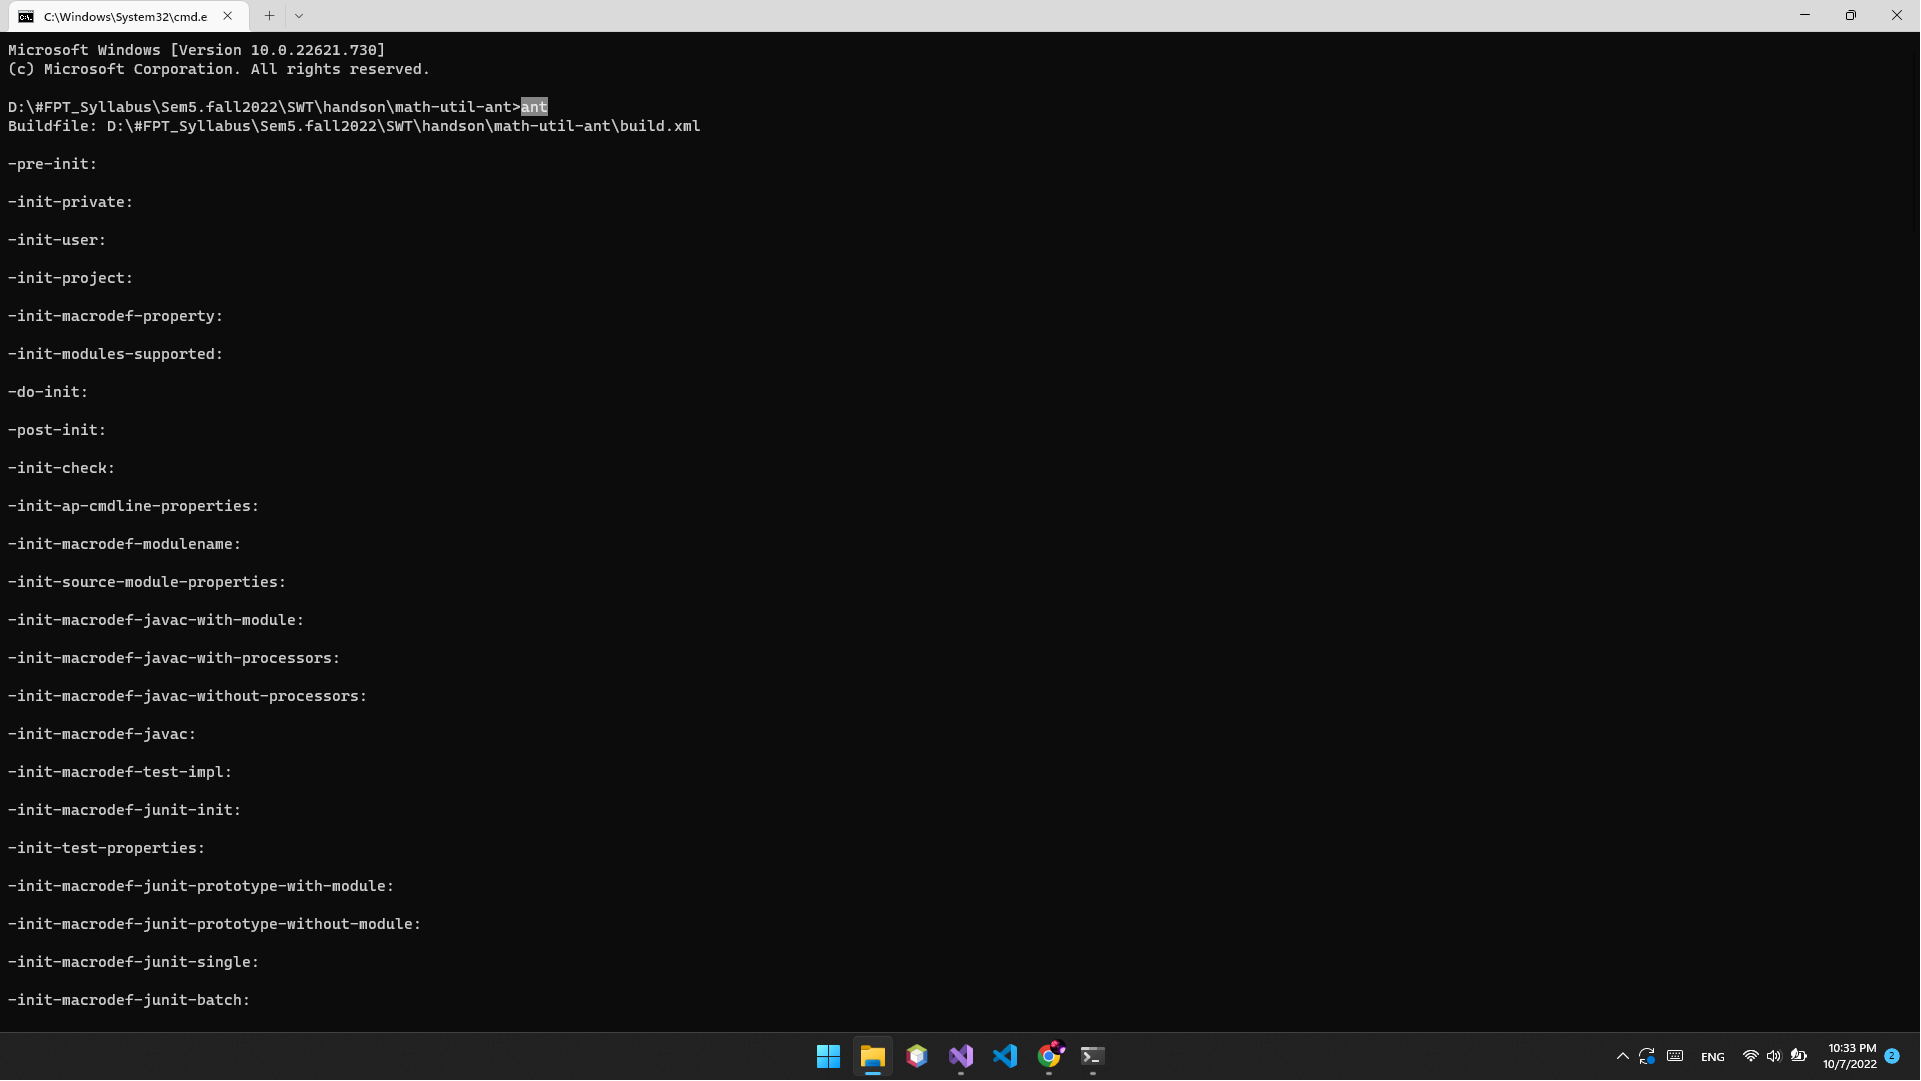 C:\Windows\System32\cmd.e
Microsoft Windows [Version 10.0.22621.730]
(c) Microsoft Corporation. All rights reserved.
D:\#FPT_Syllabus\Sem5.fall2022\SWT\handson\math-util-ant>ant
Buildfile: D:\#FPT_Syllabus\Sem5.fall2022\SWT\handson\math-util-ant\build.xml
-pre-init:
-init-private:
-init-user:
-init-project:
-init-macrodef-property:
-init-modules-supported:
-do-init:
-post-init:
-init-check:
-init-ap-cmdline-properties:
-init-macrodef-modulename:
-init-source-module-properties:
-init-macrodef-javac-with-module:
-init-macrodef-javac-with-processors:
-init-macrodef-javac-without-processors:
-init-macrodef-javac:
-init-macrodef-test-impl:
-init-macrodef-junit-init:
-init-test-properties:
-init-macrodef-junit-prototype-with-module:
-init-macrodef-junit-prototype-without-module:
-init-macrodef-junit-single:
-init-macrodef-junit-batch:
ENG
10:33 PM
10/7/2022
2